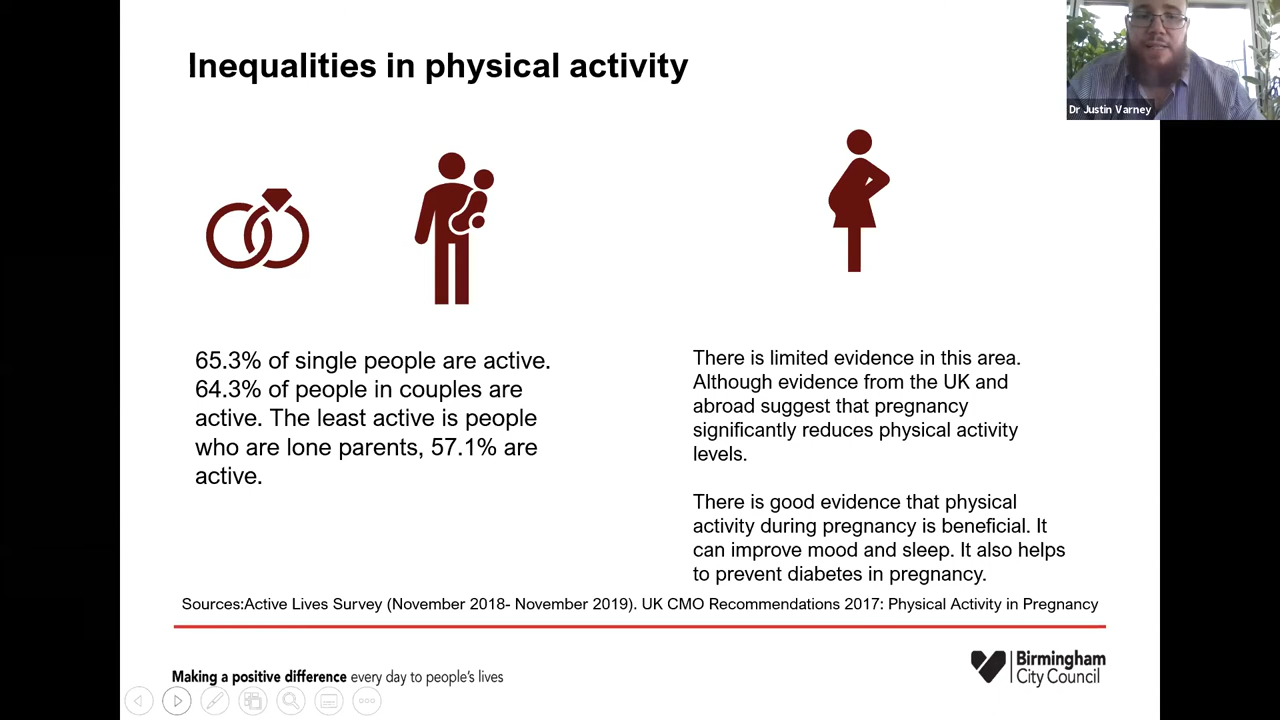 Inequalities in physical activity
Dr Justin Varney
65.3% of single people are active.
64.3% of people in couples are
active. The least active is people
who are lone parents, 57.1% are
active.
There is limited evidence in this area.
Although evidence from the UK and
abroad suggest that pregnancy
significantly reduces physical activity
levels.
There is good evidence that physical
activity during pregnancy is beneficial. It
can improve mood and sleep. It also helps
to prevent diabetes in pregnancy.
Sources:Active Lives Survey (November 2018- November 2019). UK CMO Recommendations 2017: Physical Activity in Pregnancy
Making a positive difference every day to people's lives
Birmingham
City Council